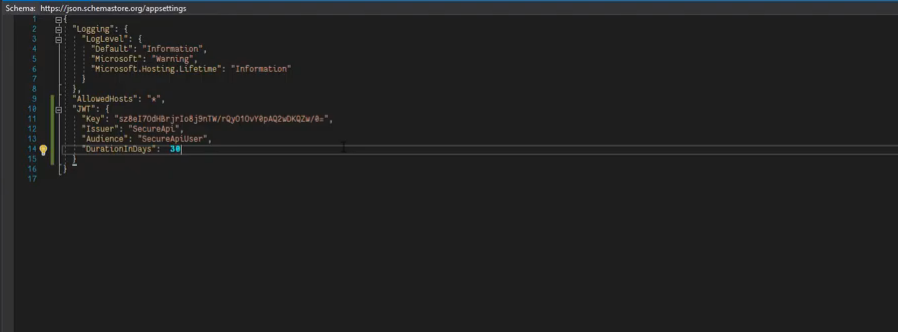 Schema: https://json.schemastore.org/appsettings
1 {
2 "Logging": {
3 "LogLevel": {
4 "Default": "Information",
5 "Microsoft": "Warning",
6 "Microsoft.Hosting.Lifetime": "Information"
7 }
8 },
9 "AllowedHosts": "*",
10 "JWT": {
11 "Key": "sz8eI7OdHBrjrIo8j9nTW/rQyO1OvY0pAQ2wDKQZw/0=",
12 "Issuer": "SecureApi",
13 "Audience": "SecureApiUser",
14 "DurationInDays": 30
15 }
16 }
17